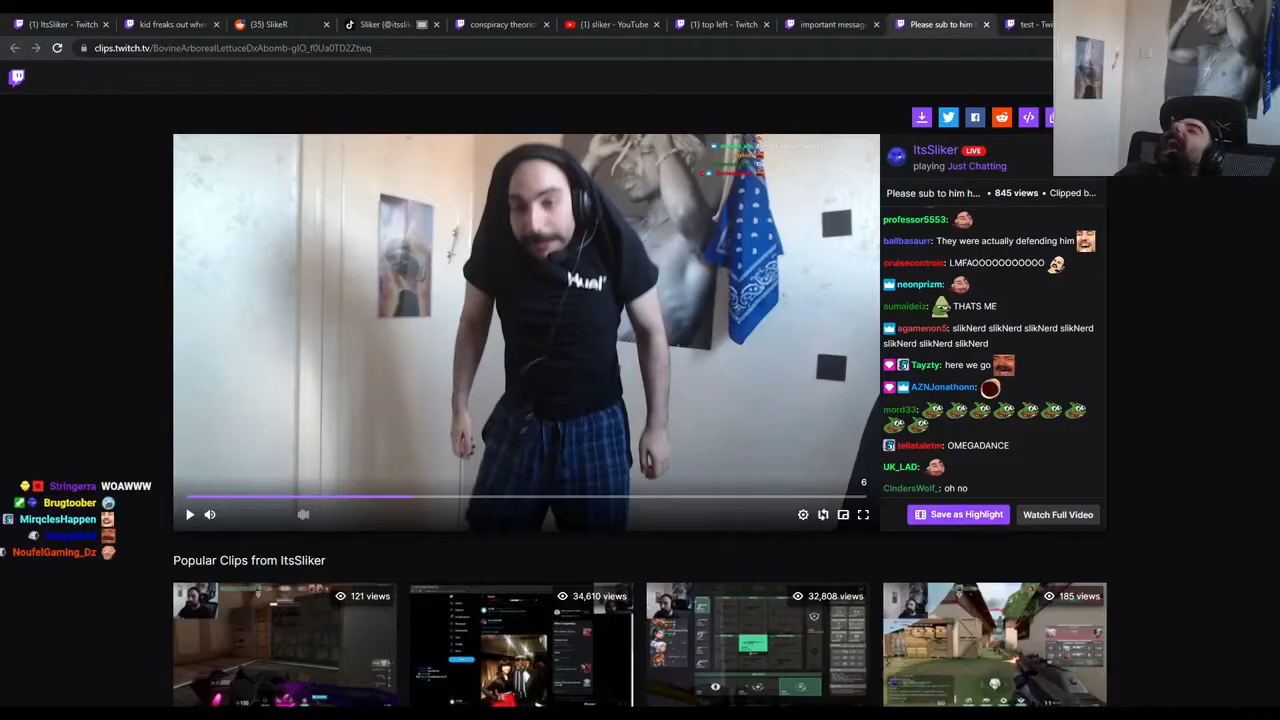 (1) ItsSliker - Twitch
kid freaks out whe
(35) SlikeR
Sliker (@itssli
conspiracy theoris
(1) sliker - YouTube
(1) top left - Twitch
important messag
Please sub to him
test - Twi
clips.twitch.tv/BovineArborealLettuceDxAbomb-gIO_f0Ua0TD2Ztwq
ItsSliker LIVE
playing Just Chatting
Please sub to him h... • 845 views • Clipped b...
professor5553:
ballbasaurr: They were actually defending him
cruisecontrolc: LMFAOOOOOOOOOO
neonprizm:
aumaideiz: THATS ME
agamenon5: slikNerd slikNerd slikNerd slikNerd
slikNerd slikNerd
Tayzty: here we go
AZNJonathonn:
mord33:
tellataletm: OMEGADANCE
UK_LAD:
CindersWolf_: oh no
6
Save as Highlight
Watch Full Video
Stringerra WOAWWW
Brugtoober
MirqclesHappen
NoufelGaming_Dz
Popular Clips from ItsSliker
121 views
34,610 views
32,808 views
185 views